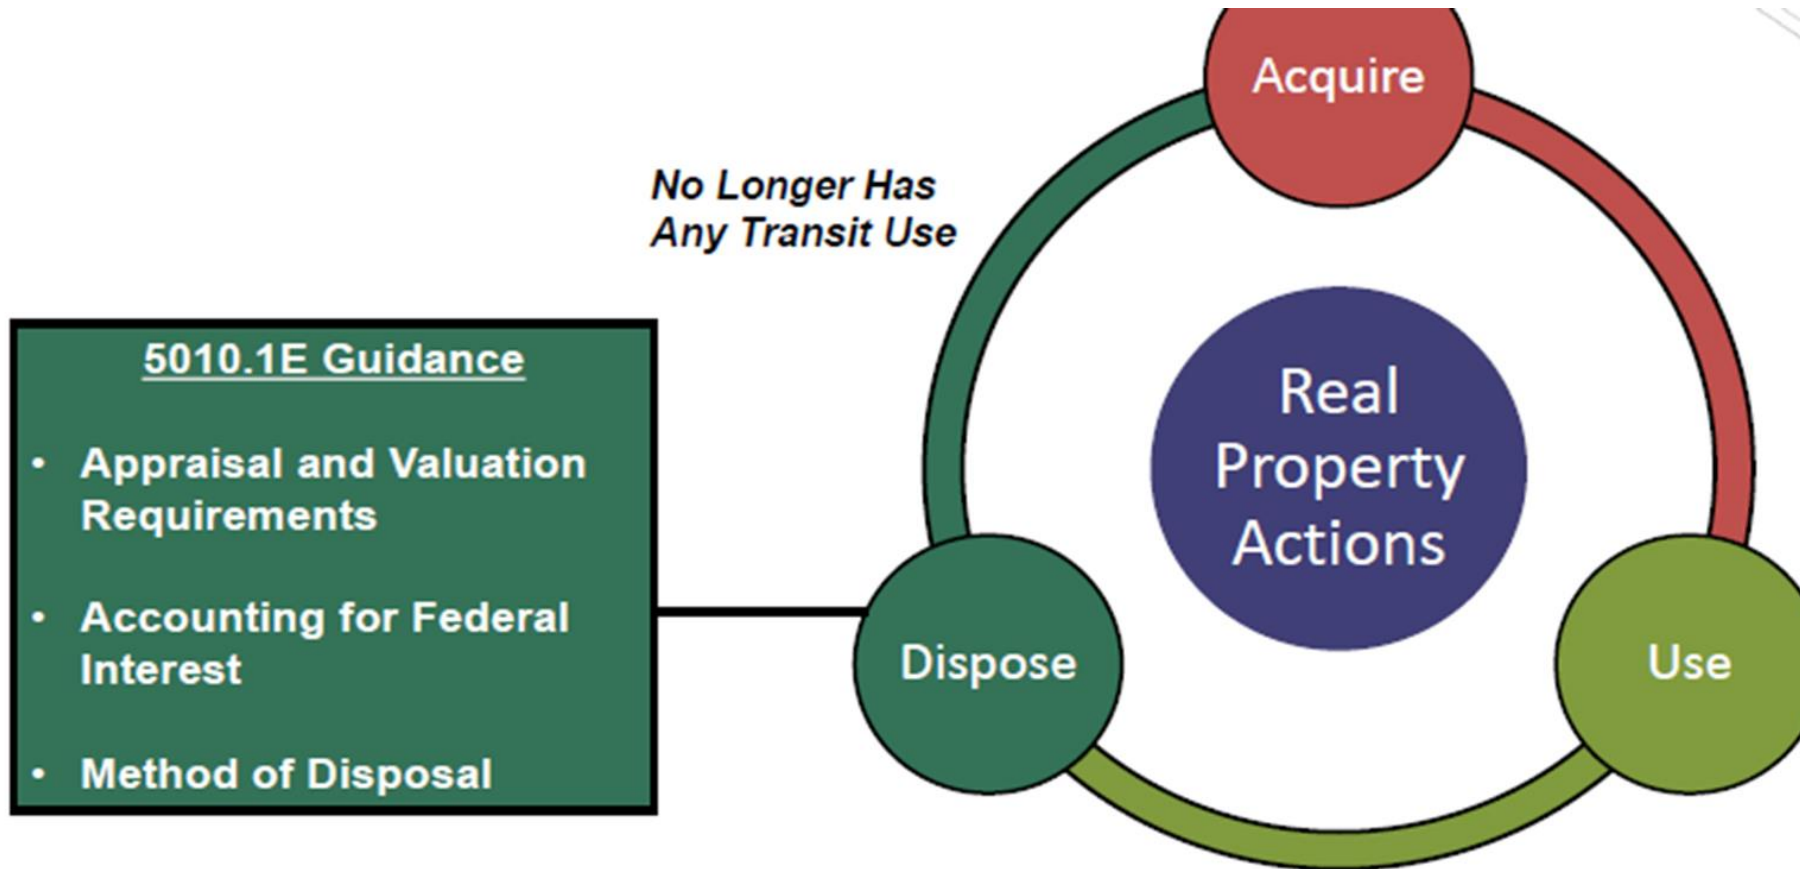 Acquire
No Longer Has
Any Transit Use
5010.1E Guidance
• Appraisal and Valuation
Requirements
• Accounting for Federal
Interest
• Method of Disposal
Real
Property
Actions
Dispose
Use